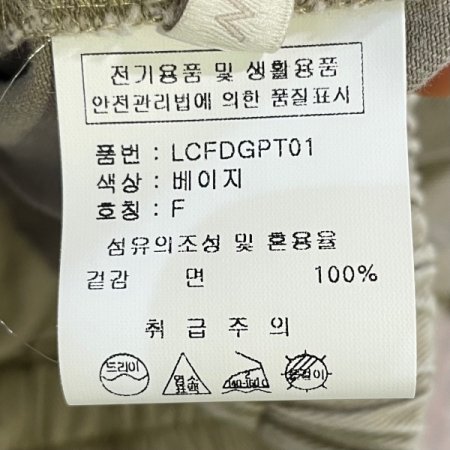 전기용품 및 생활용품
안전관리법에 의한 품질표시
품번 : LCFDGPT01
색상 : 베이지
호칭 : F
섬유의조성 및 혼용율
겉감 면 100%
취 급 주 의
드라이